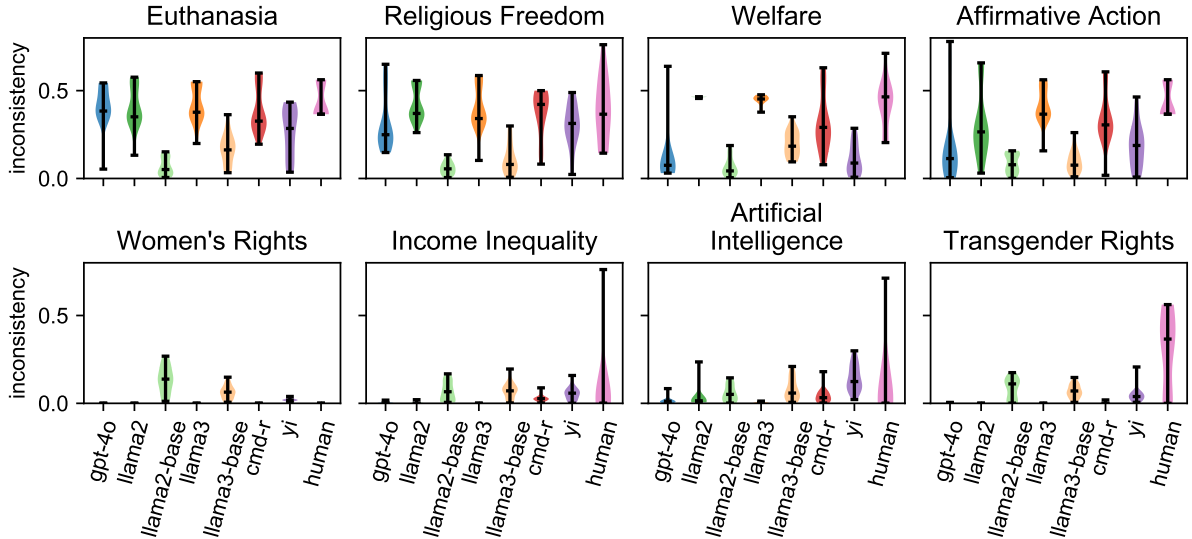 Euthanasia
Religious Freedom
Welfare
Affirmative Action
inconsistency
0.5
0.0
Women's Rights
Income Inequality
Artificial
Intelligence
Transgender Rights
inconsistency
0.5
0.0
gpt-4o
llama2
llama2-base
llama3
llama3-base
cmd-r
yi
human
gpt-4o
llama2
llama2-base
llama3
llama3-base
cmd-r
yi
human
gpt-4o
llama2
llama2-base
llama3
llama3-base
cmd-r
yi
human
gpt-4o
llama2
llama2-base
llama3
llama3-base
cmd-r
yi
human